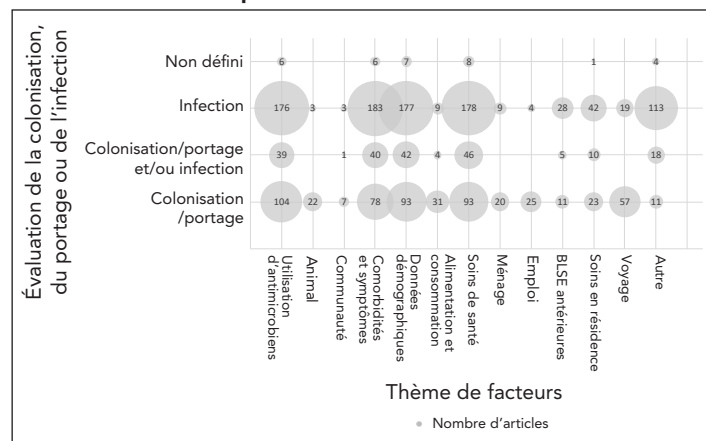 Évaluation de la colonisation,
du portage ou de l'infection
Non défini
6 6 7 8 1 4
Infection
176 3 3 183 177 9 178 9 4 28 42 19 113
Colonisation/portage
et/ou infection
39 1 40 42 4 46 5 10 18
Colonisation
/portage
104 22 7 78 93 31 93 20 25 11 23 57 11
Utilisation
d'antimicrobiens
Animal
Communauté
Comorbidités
et symptômes
Données
démographiques
Alimentation et
consommation
Soins de santé
Ménage
Emploi
BLSE antérieures
Soins en résidence
Voyage
Autre
Thème de facteurs
Nombre d'articles